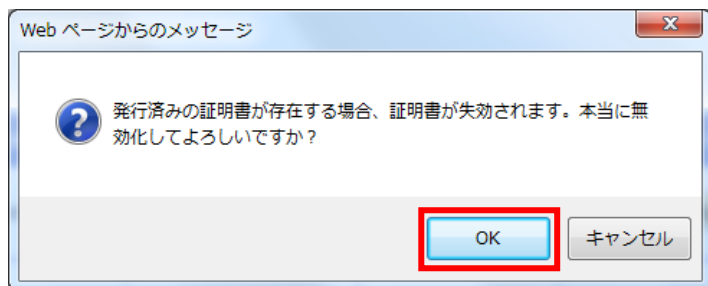 Web ページからのメッセージ
発行済みの証明書が存在する場合、証明書が失効されます。本当に無
効化してよろしいですか？
OK
キャンセル